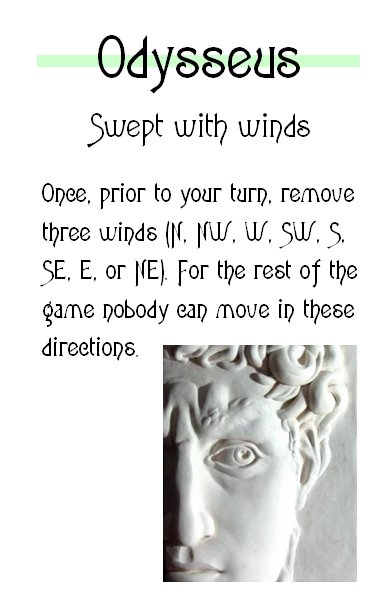 Odysseus
Swept with winds
Once, prior to your turn, remove
three winds (N, NW, W, SW, S,
SE, E, or NE). For the rest of the
game nobody can move in these
directions.